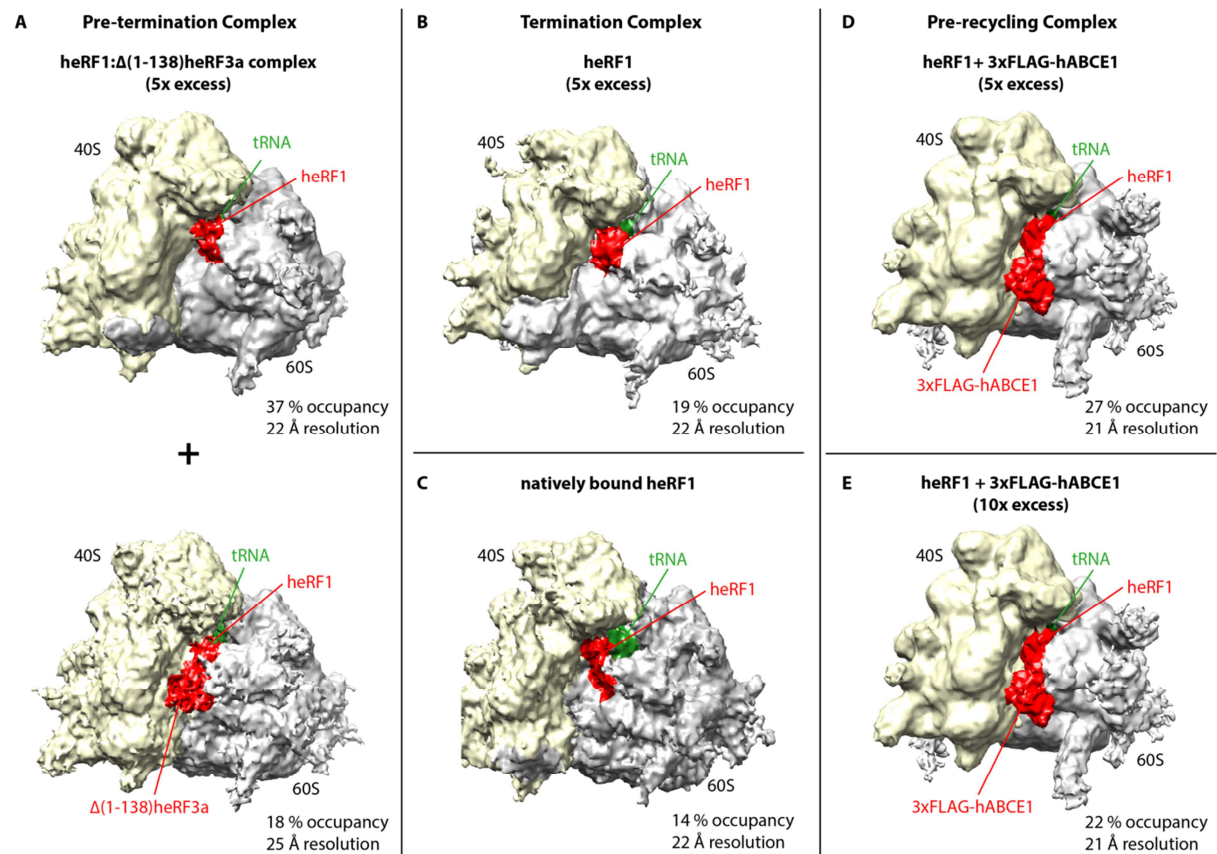 A Pre-termination Complex
heRF1:Δ(1-138)heRF3a complex
(5x excess)
40S
tRNA
heRF1
60S
37 % occupancy
22 Å resolution
+
40S
tRNA
heRF1
Δ(1-138)heRF3a
60S
18 % occupancy
25 Å resolution
B Termination Complex
heRF1
(5x excess)
40S
tRNA
heRF1
60S
19 % occupancy
22 Å resolution
C natively bound heRF1
40S
tRNA
heRF1
60S
14 % occupancy
22 Å resolution
D Pre-recycling Complex
heRF1+ 3xFLAG-hABCE1
(5x excess)
40S
tRNA
heRF1
60S
3xFLAG-hABCE1
27 % occupancy
21 Å resolution
E heRF1 + 3xFLAG-hABCE1
(10x excess)
40S
tRNA
heRF1
60S
3xFLAG-hABCE1
22 % occupancy
21 Å resolution